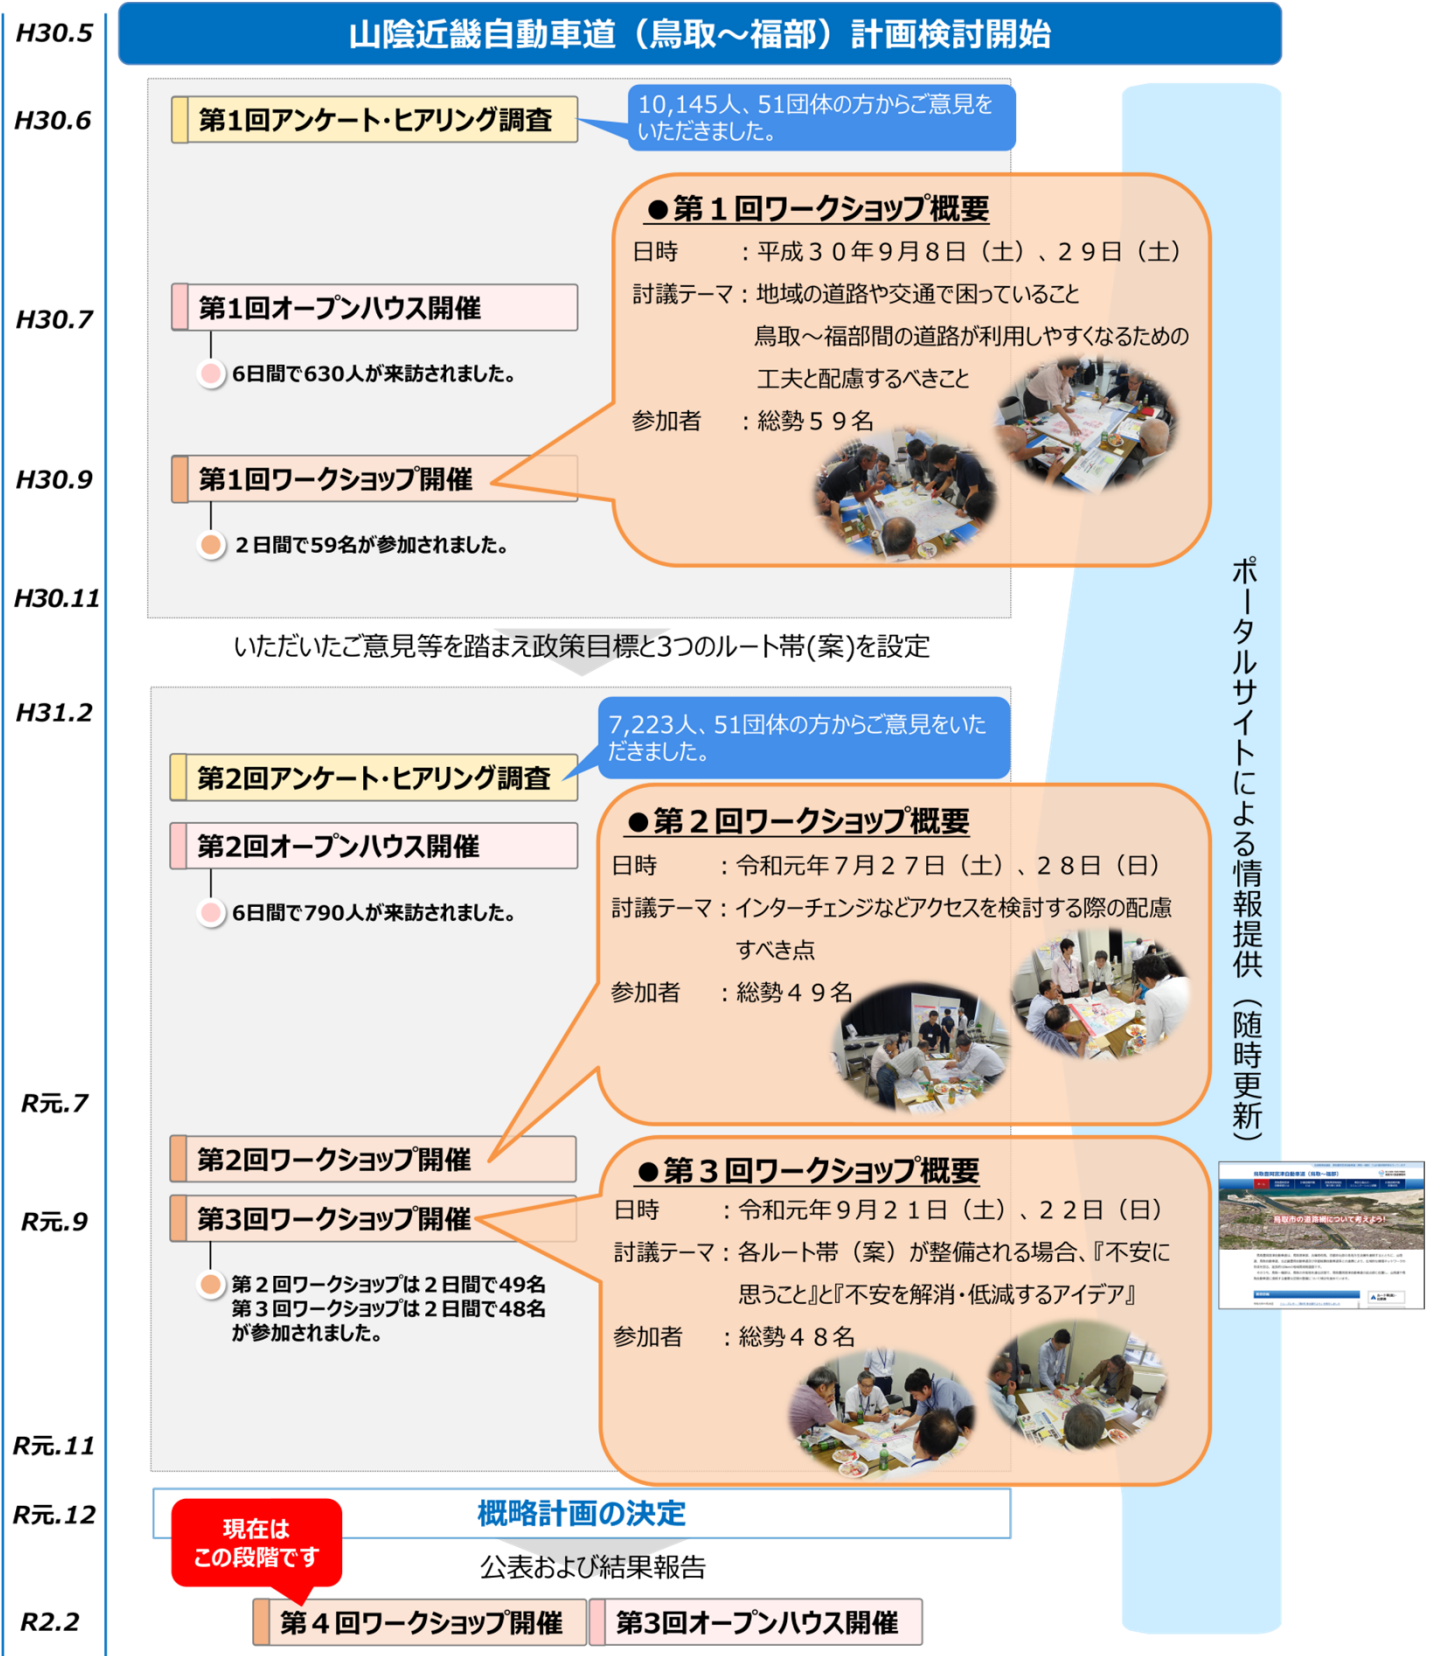 H30.5
山陰近畿自動車道（鳥取～福部）計画検討開始
H30.6
第1回アンケート・ヒアリング調査
10,145人、51団体の方からご意見を
いただきました。
●第１回ワークショップ概要
日時　　：平成３０年９月８日（土）、２９日（土）
討議テーマ：地域の道路や交通で困っていること
鳥取～福部間の道路が利用しやすくなるための
工夫と配慮するべきこと
参加者　：総勢５９名
H30.7
第1回オープンハウス開催
6日間で630人が来訪されました。
H30.9
第1回ワークショップ開催
２日間で59名が参加されました。
H30.11
いただいたご意見等を踏まえ政策目標と3つのルート帯(案)を設定
H31.2
7,223人、51団体の方からご意見をいた
だきました。
第2回アンケート・ヒアリング調査
第2回オープンハウス開催
6日間で790人が来訪されました。
●第２回ワークショップ概要
日時　　：令和元年７月２７日（土）、２８日（日）
討議テーマ：インターチェンジなどアクセスを検討する際の配慮
すべき点
参加者　：総勢４９名
R元.7
第2回ワークショップ開催
R元.9
第3回ワークショップ開催
第２回ワークショップは２日間で49名
第３回ワークショップは２日間で48名
が参加されました。
●第３回ワークショップ概要
日時　　：令和元年９月２１日（土）、２２日（日）
討議テーマ：各ルート帯（案）が整備される場合、『不安に
思うこと』と『不安を解消・低減するアイデア』
参加者　：総勢４８名
ポータルサイトによる情報提供（随時更新）
鳥取市の道路網について考えよう！
R元.11
R元.12
概略計画の決定
現在は
この段階です
公表および結果報告
R2.2
第４回ワークショップ開催
第3回オープンハウス開催